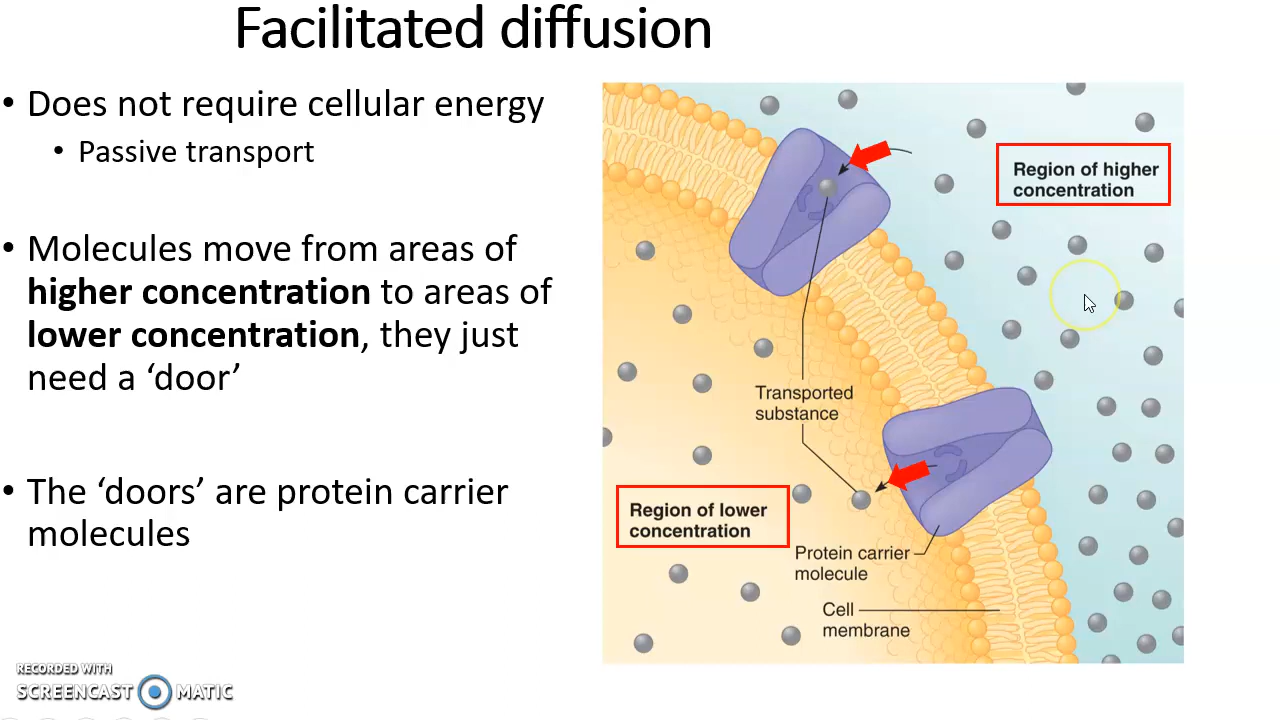 Facilitated diffusion
• Does not require cellular energy
• Passive transport
• Molecules move from areas of
higher concentration to areas of
lower concentration, they just
need a ‘door’
• The ‘doors’ are protein carrier
molecules
Region of higher
concentration
Transported
substance
Region of lower
concentration
Protein carrier
molecule
Cell
membrane
RECORDED WITH
SCREENCAST MATIC